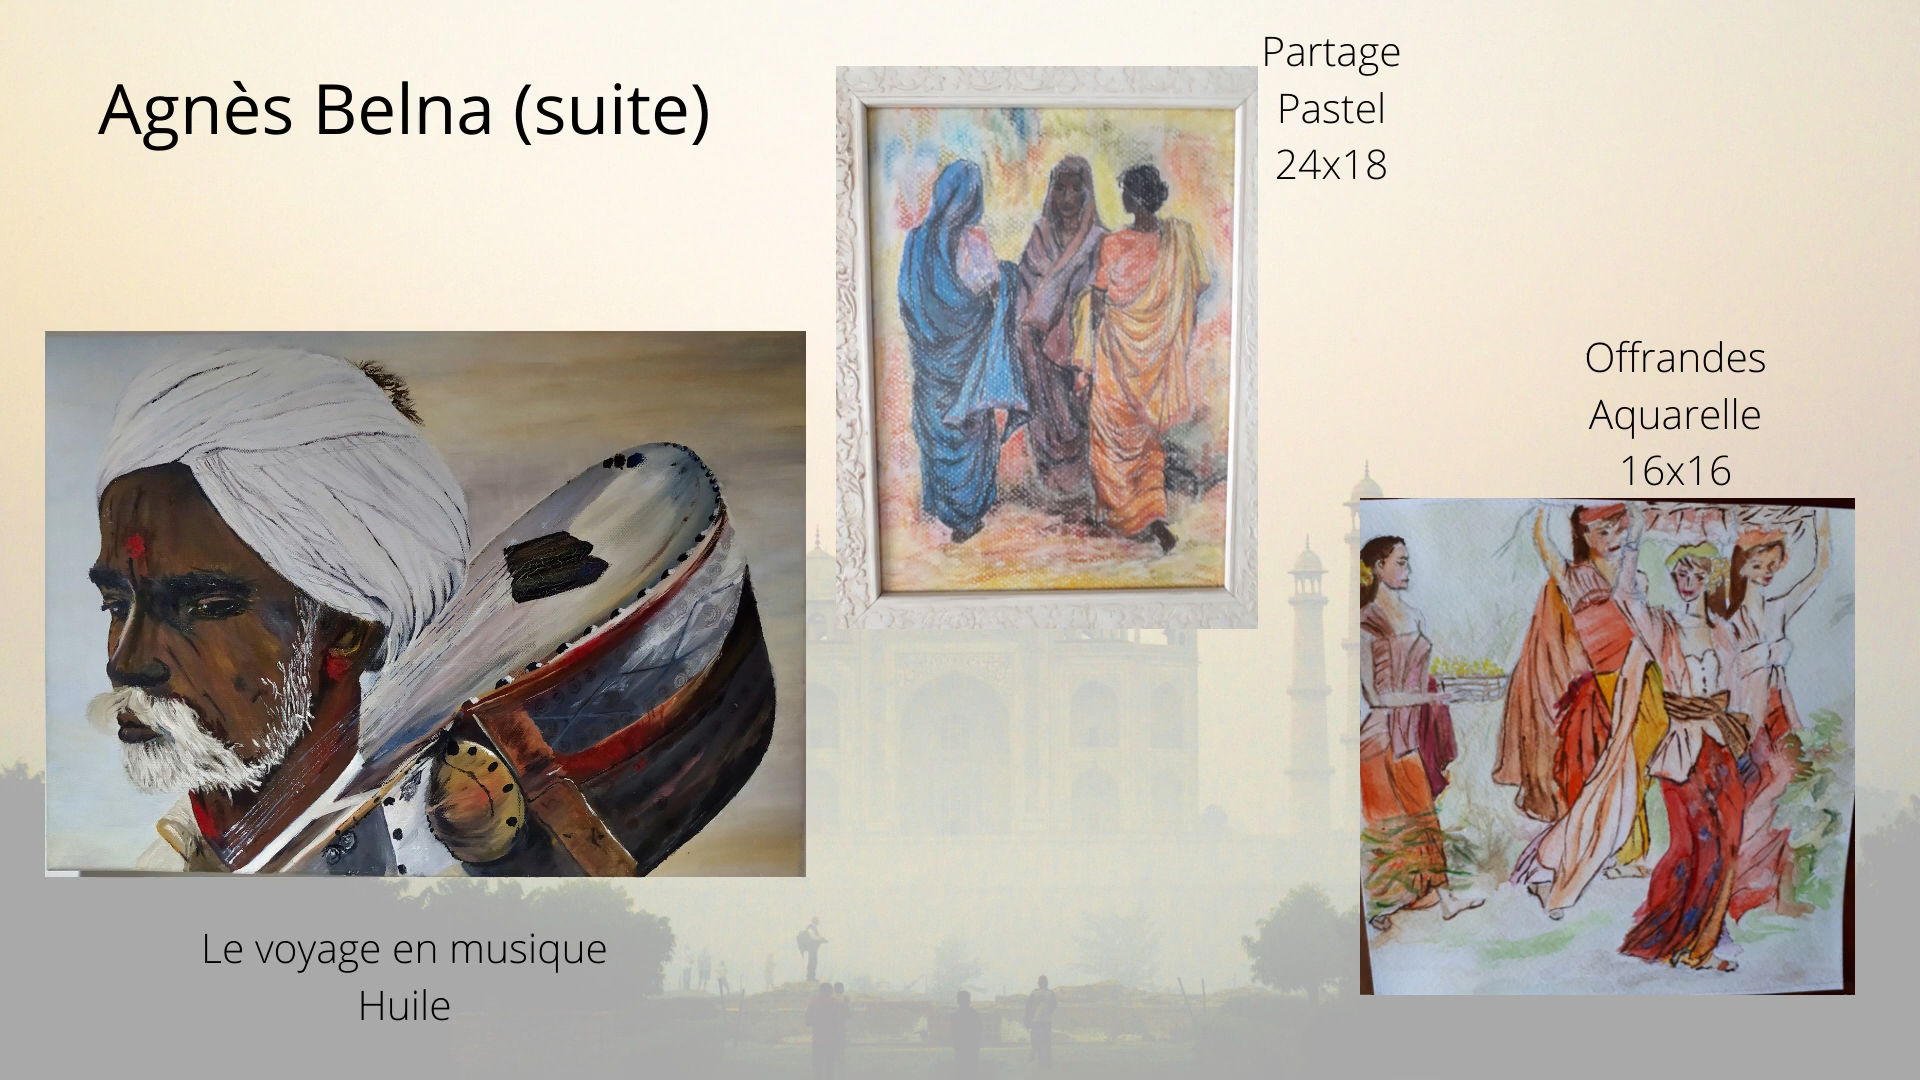 Agnès Belna (suite)
Partage
Pastel
24x18
Offrandes
Aquarelle
16x16
Le voyage en musique
Huile